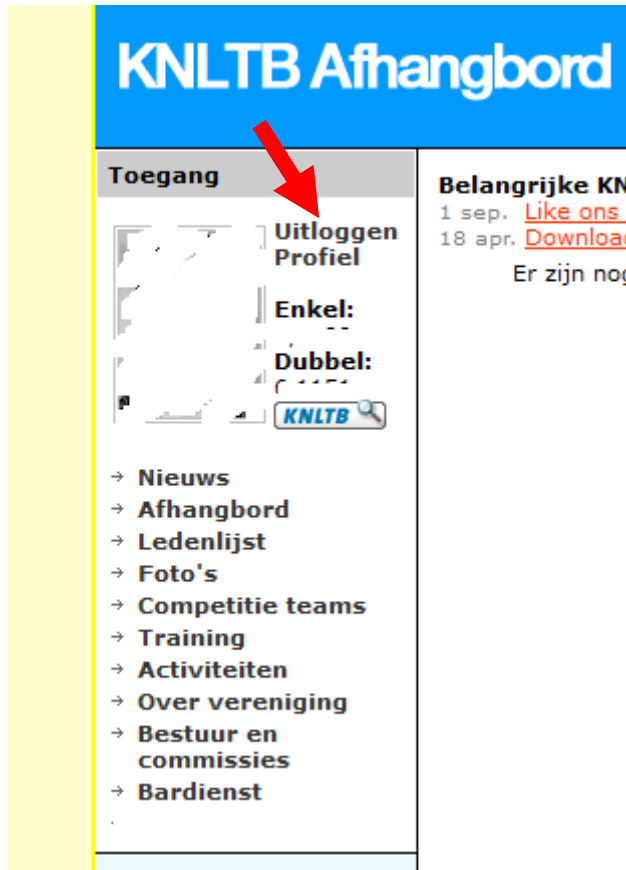 KNLTB Afhangbord
Toegang
Uitloggen
Profiel
Enkel:
Dubbel:
KNLTB
Nieuws
Afhangbord
Ledenlijst
Foto's
Competitie teams
Training
Activiteiten
Over vereniging
Bestuur en
commissies
Bardienst
Belangrijke KN
1 sep. Like ons
18 apr. Downloa
Er zijn nog